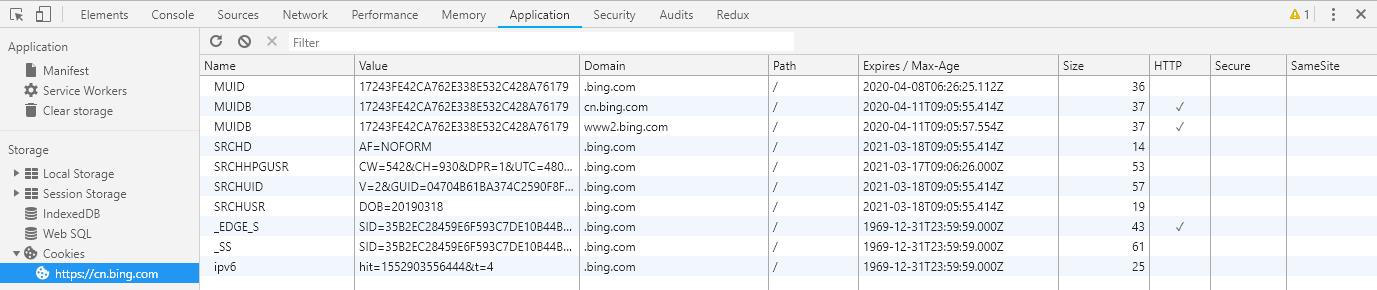 Elements Console Sources Network Performance Memory Application Security Audits Redux 1
Application
Manifest
Service Workers
Clear storage
Storage
Local Storage
Session Storage
IndexedDB
Web SQL
Cookies
https://cn.bing.com
Filter
Name Value Domain Path Expires / Max-Age Size HTTP Secure SameSite
MUID 17243FE42CA762E338E532C428A76179 .bing.com / 2020-04-08T06:26:25.112Z 36
MUIDB 17243FE42CA762E338E532C428A76179 cn.bing.com / 2020-04-11T09:05:55.414Z 37 ✓
MUIDB 17243FE42CA762E338E532C428A76179 www2.bing.com / 2020-04-11T09:05:57.554Z 37 ✓
SRCHD AF=NOFORM .bing.com / 2021-03-18T09:05:55.414Z 14
SRCHHPGUSR CW=542&CH=930&DPR=1&UTC=480... .bing.com / 2021-03-17T09:06:26.000Z 53
SRCHUID V=2&GUID=04704B61BA374C2590F8F... .bing.com / 2021-03-18T09:05:55.414Z 57
SRCHUSR DOB=20190318 .bing.com / 2021-03-18T09:05:55.414Z 19
_EDGE_S SID=35B2EC28459E6F593C7DE10B44B... .bing.com / 1969-12-31T23:59:59.000Z 43 ✓
_SS SID=35B2EC28459E6F593C7DE10B44B... .bing.com / 1969-12-31T23:59:59.000Z 61
ipv6 hit=1552903556444&t=4 .bing.com / 1969-12-31T23:59:59.000Z 25